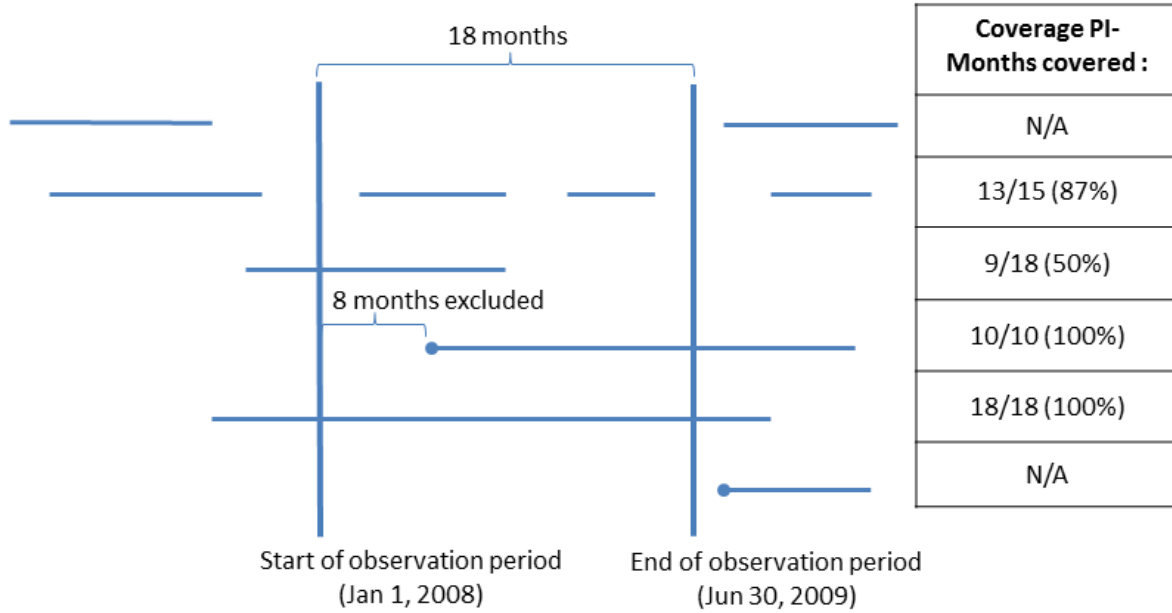 18 months
Coverage PI-
Months covered :
N/A
13/15 (87%)
9/18 (50%)
8 months excluded
10/10 (100%)
18/18 (100%)
N/A
Start of observation period
(Jan 1, 2008)
End of observation period
(Jun 30, 2009)